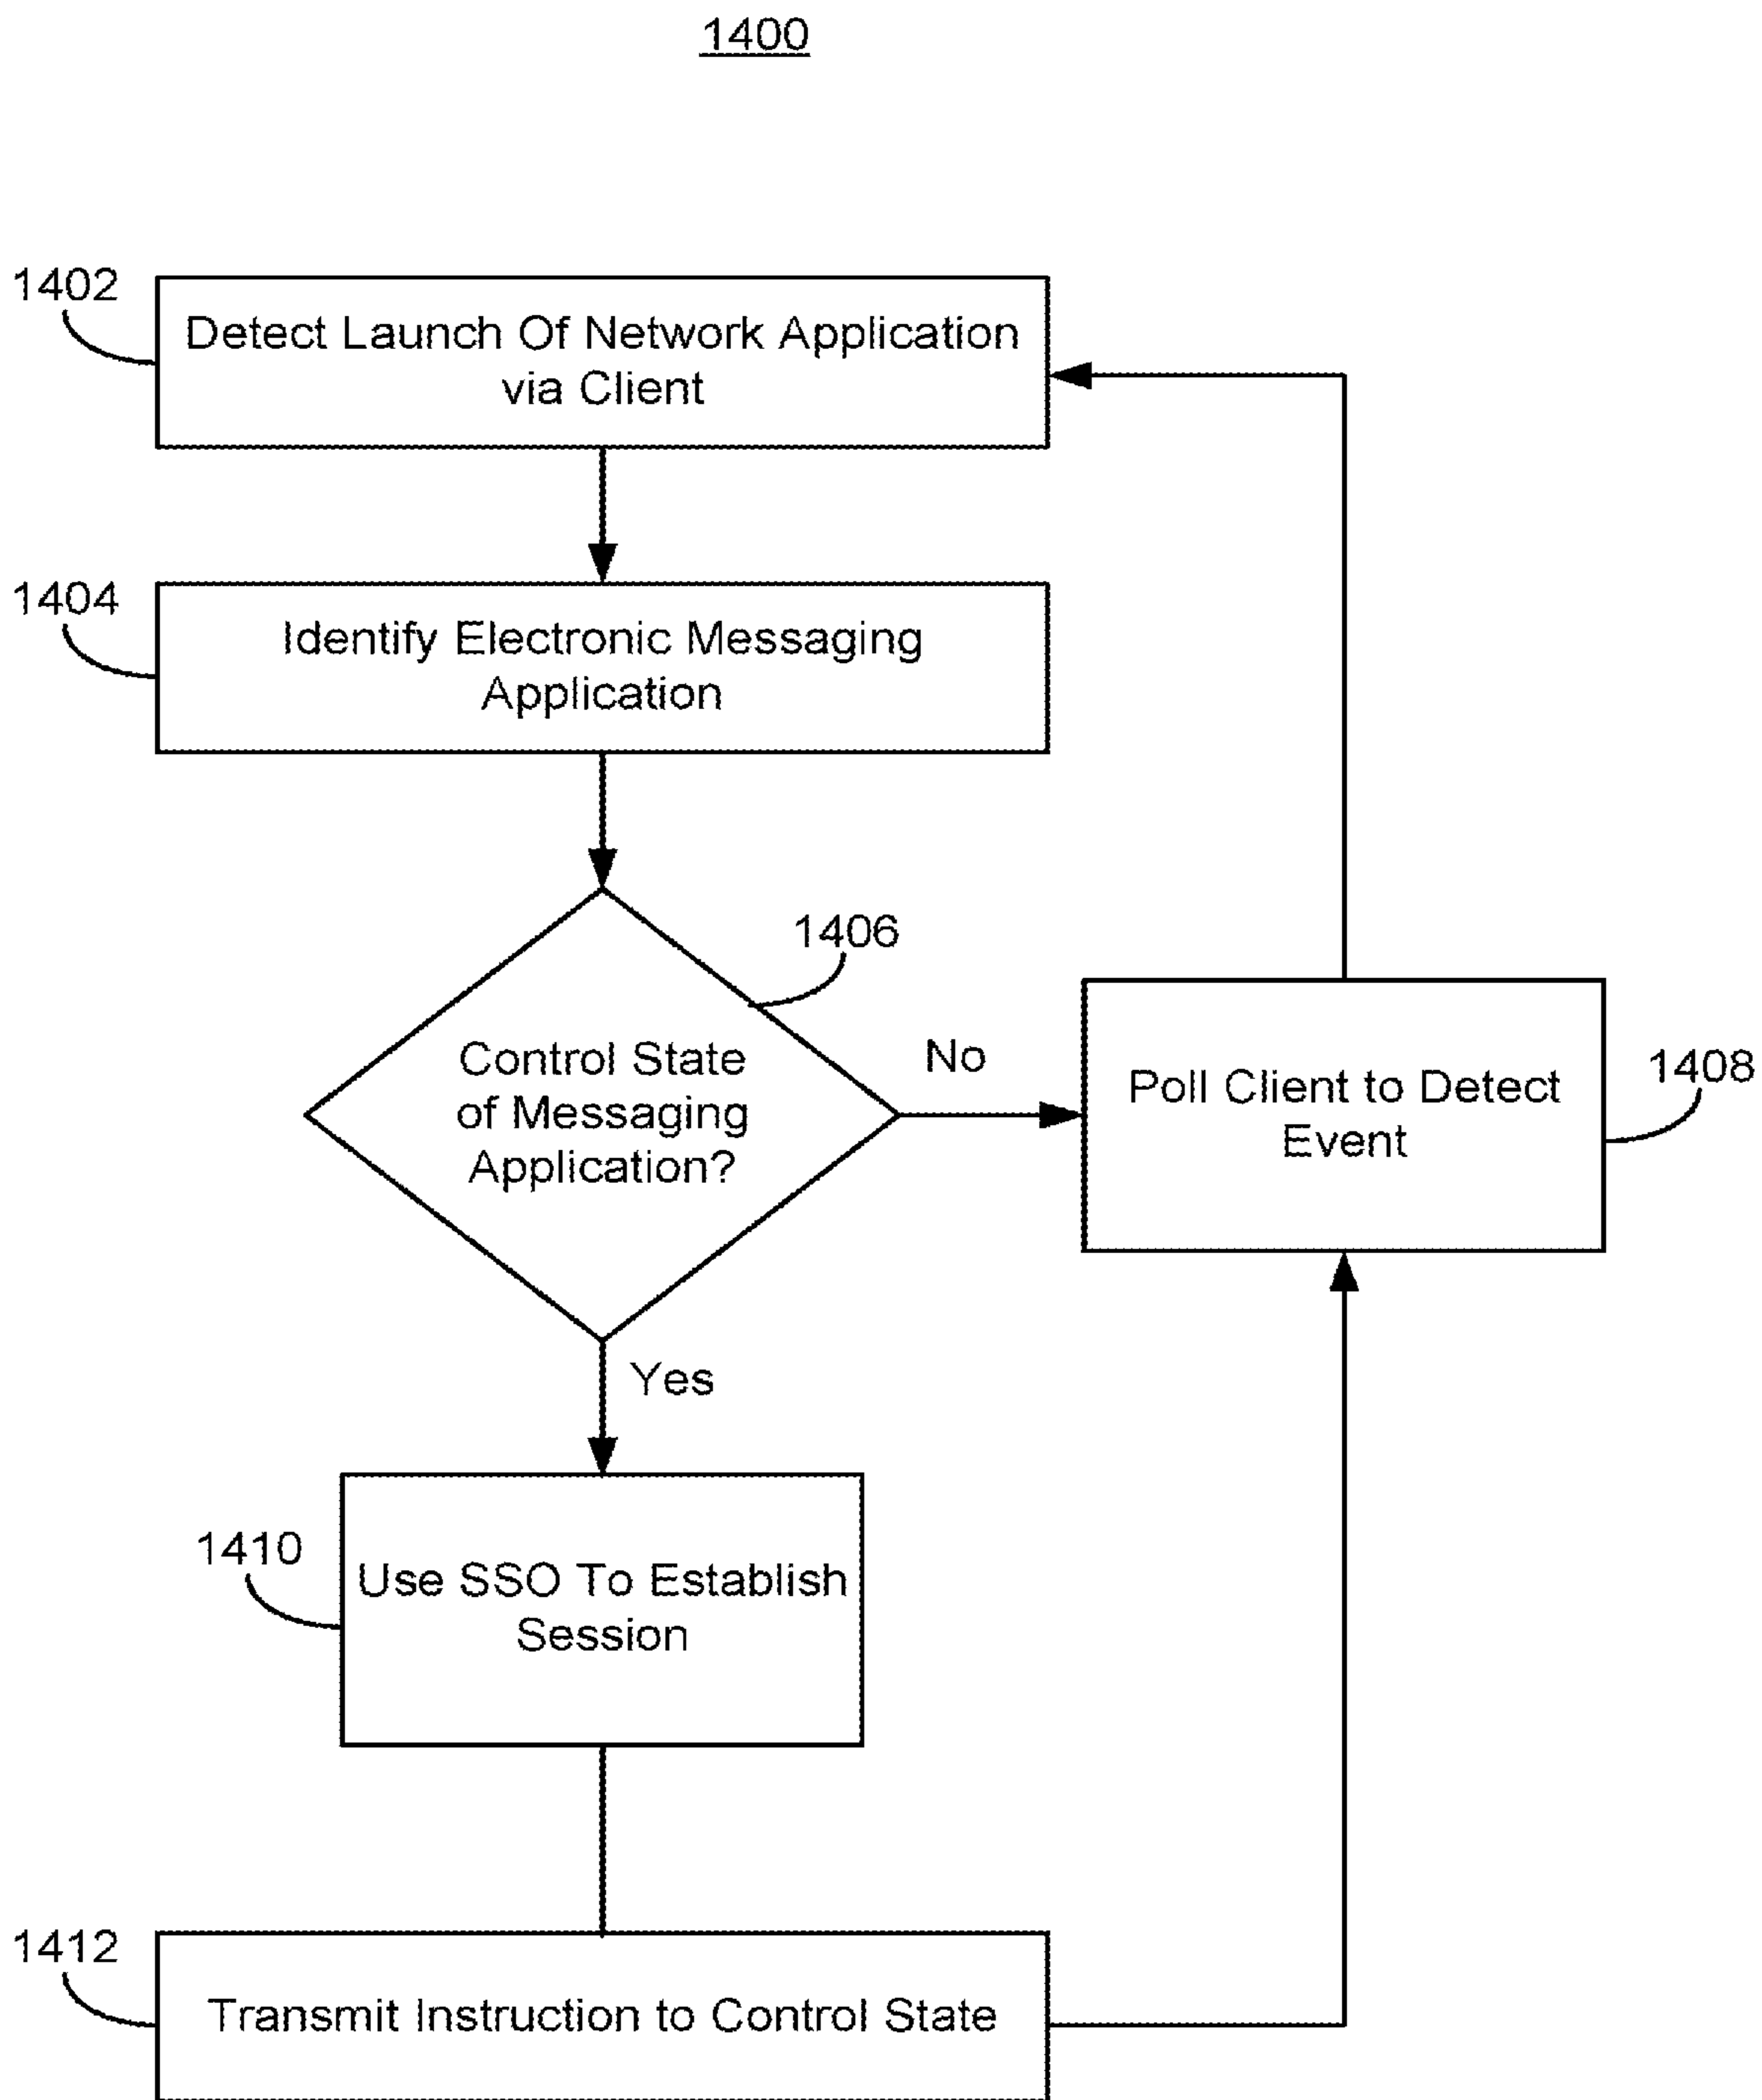 1400
1402
Detect Launch Of Network Application
via Client
1404
Identify Electronic Messaging
Application
1406
Control State
of Messaging
Application?
No
Poll Client to Detect
Event
1408
Yes
1410
Use SSO To Establish
Session
1412
Transmit Instruction to Control State